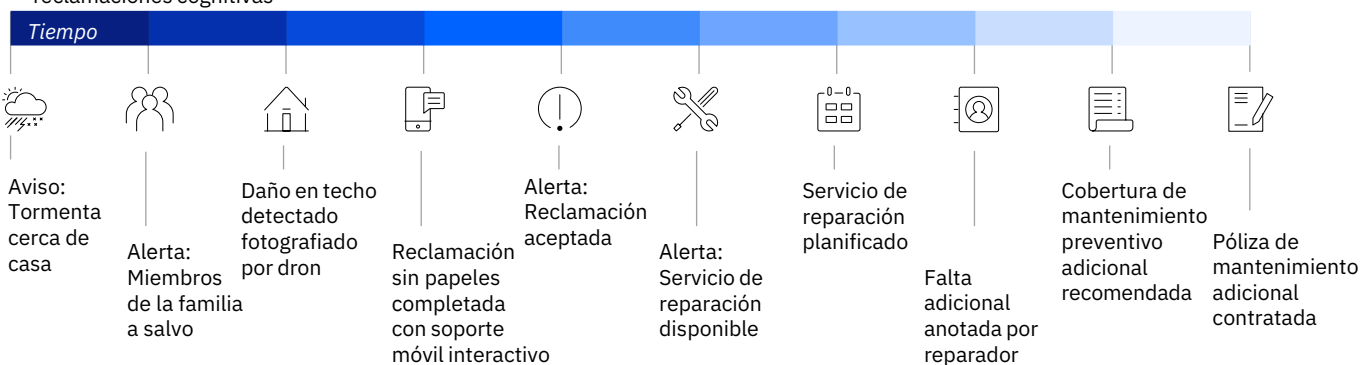 reclamaciones cognitivas
Tiempo
Aviso:
Tormenta
cerca de
casa
Alerta:
Miembros
de la familia
a salvo
Daño en techo
detectado
fotografiado
por dron
Reclamación
sin papeles
completada
con soporte
móvil interactivo
Alerta:
Reclamación
aceptada
Alerta:
Servicio de
reparación
disponible
Servicio de
reparación
planificado
Falta
adicional
anotada por
reparador
Cobertura de
mantenimiento
preventivo
adicional
recomendada
Póliza de
mantenimiento
adicional
contratada